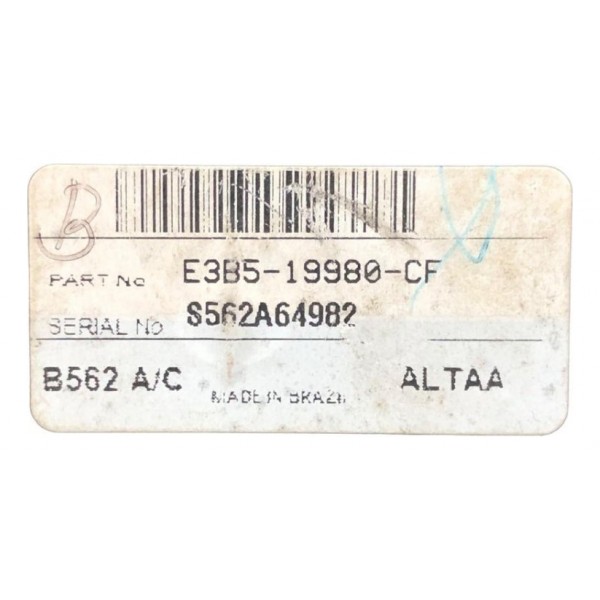 B
PART No E3B5-19980-CF
SERIAL No S562A64982
B562 A/C MADE IN BRAZIL ALTAA